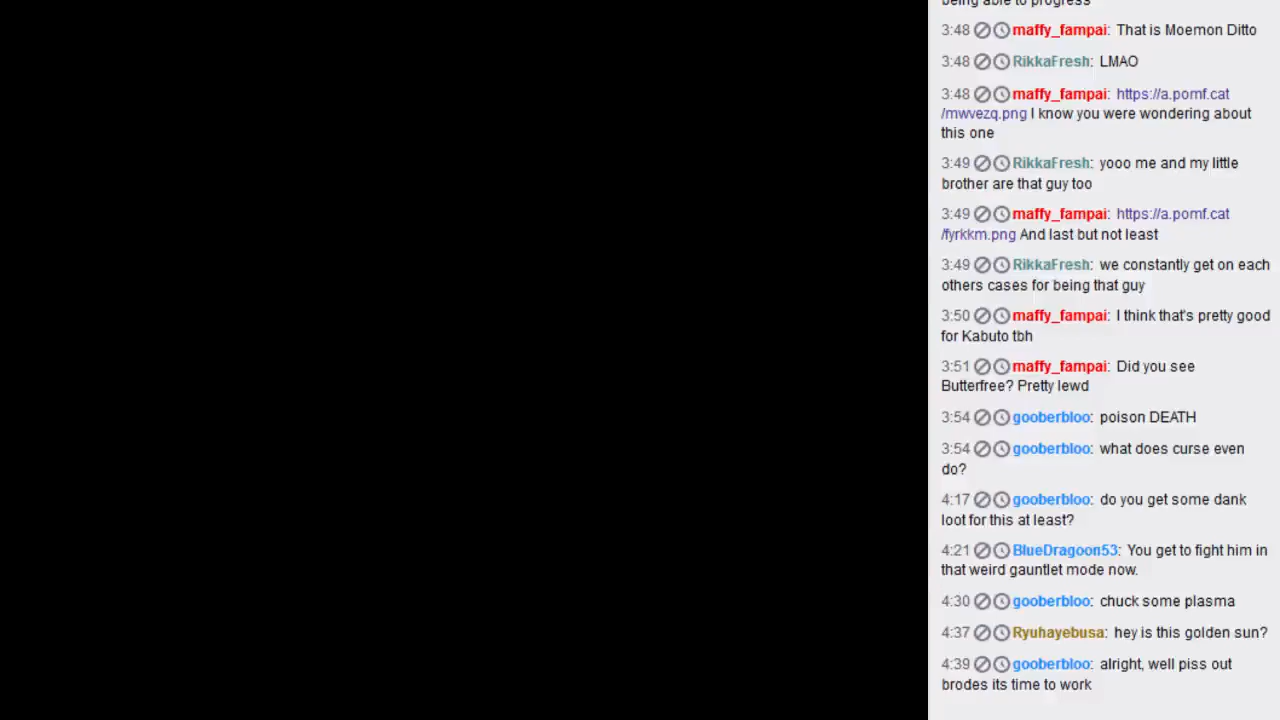 being able to progress
3:48 maffy_fampai: That is Moemon Ditto
3:48 RikkaFresh: LMAO
3:48 maffy_fampai: https://a.pomf.cat
/mwvezq.png I know you were wondering about
this one
3:49 RikkaFresh: yooo me and my little
brother are that guy too
3:49 maffy_fampai: https://a.pomf.cat
/fyrkkm.png And last but not least
3:49 RikkaFresh: we constantly get on each
others cases for being that guy
3:50 maffy_fampai: I think that's pretty good
for Kabuto tbh
3:51 maffy_fampai: Did you see
Butterfree? Pretty lewd
3:54 gooberbloo: poison DEATH
3:54 gooberbloo: what does curse even
do?
4:17 gooberbloo: do you get some dank
loot for this at least?
4:21 BlueDragoon53: You get to fight him in
that weird gauntlet mode now.
4:30 gooberbloo: chuck some plasma
4:37 Ryuhayebusa: hey is this golden sun?
4:39 gooberbloo: alright, well piss out
brodes its time to work